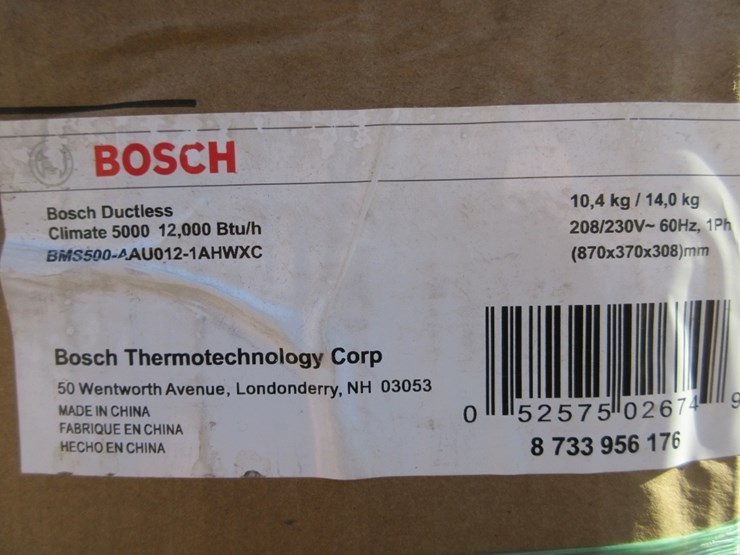 BOSCH
Bosch Ductless
Climate 5000 12,000 Btu/h
BMS500-AAU012-1AHWXC
10,4 kg / 14,0 kg
208/230V~ 60Hz, 1Ph
(870x370x308)mm
Bosch Thermotechnology Corp
50 Wentworth Avenue, Londonderry, NH 03053
MADE IN CHINA
FABRIQUE EN CHINA
HECHO EN CHINA
0 52575 02674 9
8 733 956 176